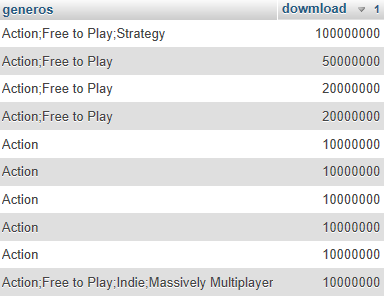 generos download 1
Action;Free to Play;Strategy 100000000
Action;Free to Play 50000000
Action;Free to Play 20000000
Action;Free to Play 20000000
Action 10000000
Action 10000000
Action 10000000
Action 10000000
Action 10000000
Action;Free to Play;Indie;Massively Multiplayer 10000000